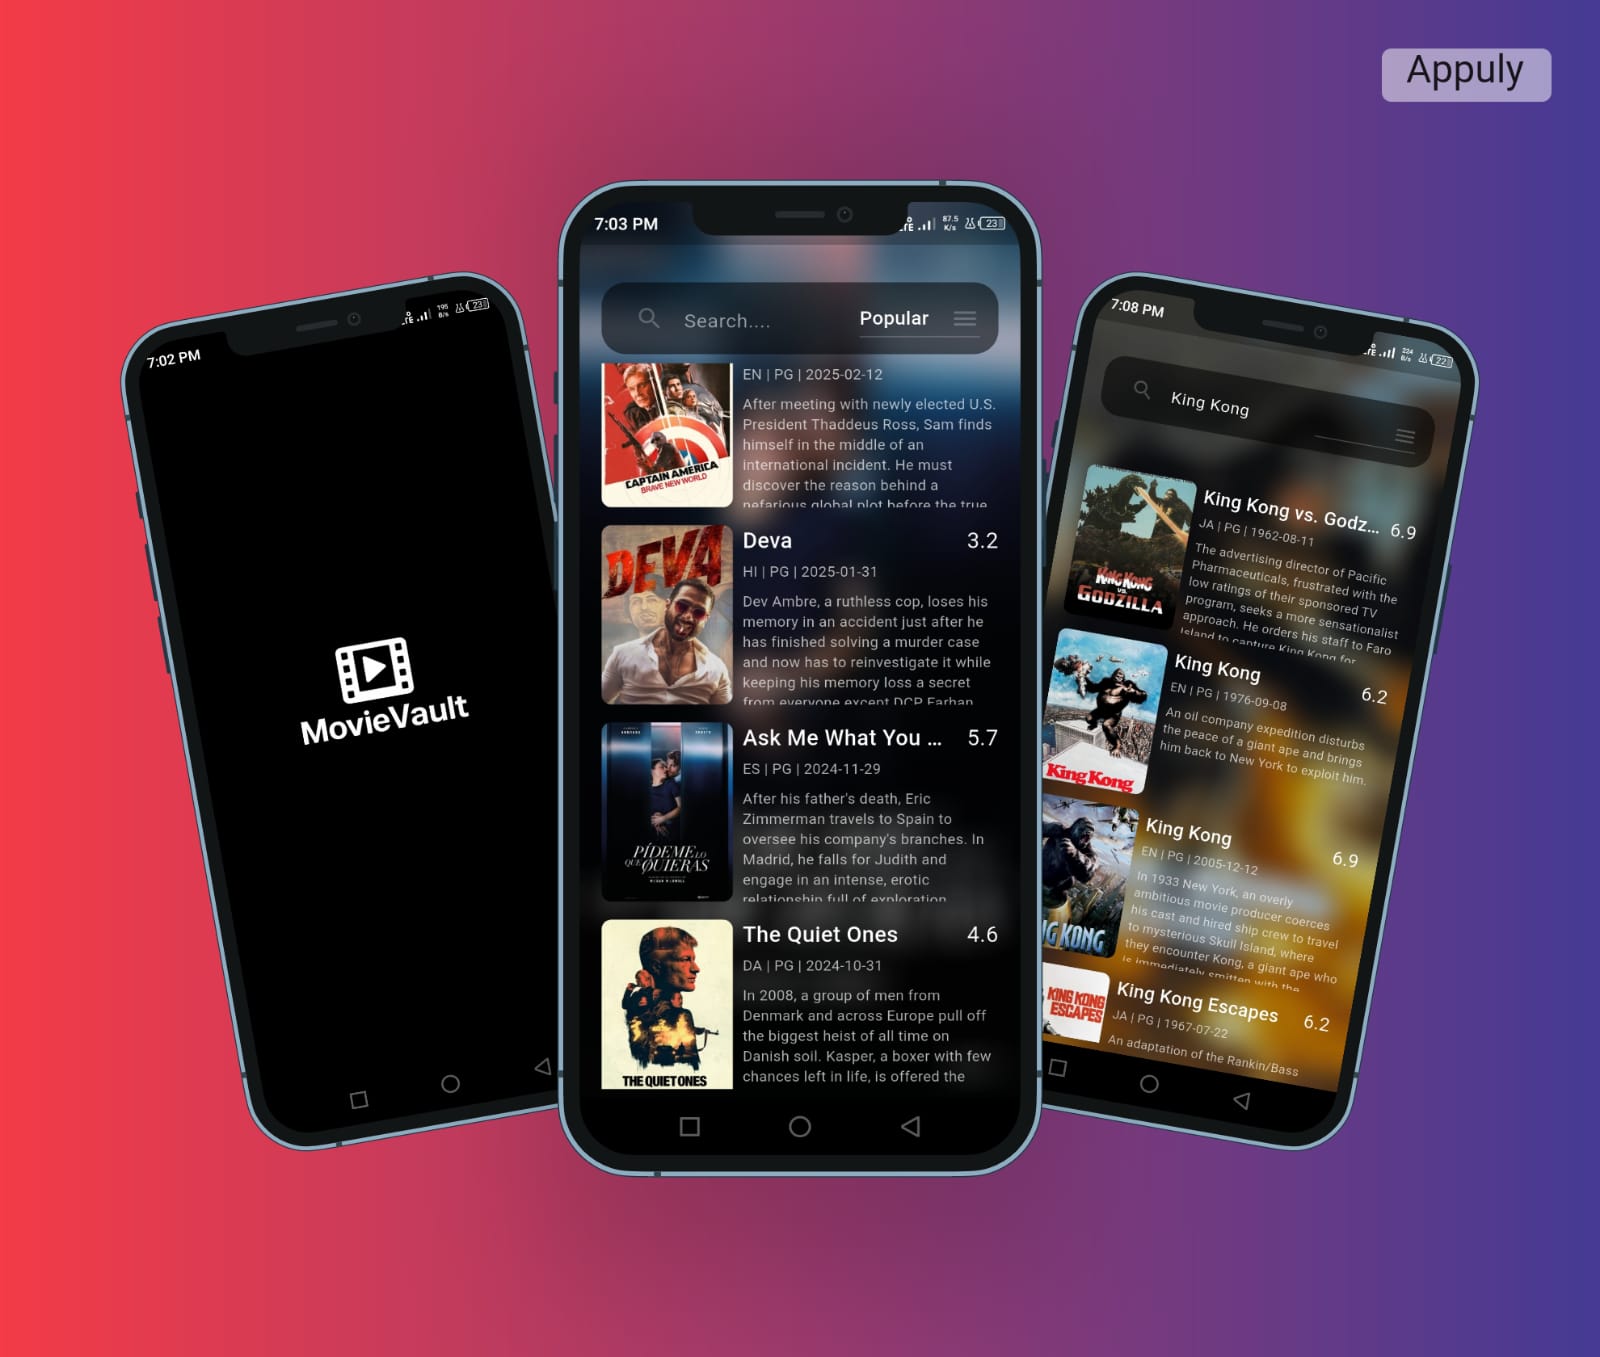 Appuly
7:02 PM
195
B/s
LTE
23
MovieVault
7:03 PM
LTE
87.5
K/s
23
Search....
Popular
CAPTAIN AMERICA
BRAVE NEW WORLD
EN | PG | 2025-02-12
After meeting with newly elected U.S.
President Thaddeus Ross, Sam finds
himself in the middle of an
international incident. He must
discover the reason behind a
nefarious global plot before the true
DEVA
Deva
3.2
HI | PG | 2025-01-31
Dev Ambre, a ruthless cop, loses his
memory in an accident just after he
has finished solving a murder case
and now has to reinvestigate it while
keeping his memory loss a secret
from everyone except DCP Farhan
PÍDEME LO
QUE QUIERAS
Ask Me What You ...
5.7
ES | PG | 2024-11-29
After his father's death, Eric
Zimmerman travels to Spain to
oversee his company's branches. In
Madrid, he falls for Judith and
engage in an intense, erotic
relationship full of exploration
THE QUIET ONES
The Quiet Ones
4.6
DA | PG | 2024-10-31
In 2008, a group of men from
Denmark and across Europe pull off
the biggest heist of all time on
Danish soil. Kasper, a boxer with few
chances left in life, is offered the
7:08 PM
LTE
224
B/s
22
King Kong
KING KONG
VS.
GODZILLA
King Kong vs. Godz...
6.9
JA | PG | 1962-08-11
The advertising director of Pacific
Pharmaceuticals, frustrated with the
low ratings of their sponsored TV
program, seeks a more sensationalist
approach. He orders his staff to Faro
Island to capture King Kong for
King Kong
King Kong
6.2
EN | PG | 1976-09-08
An oil company expedition disturbs
the peace of a giant ape and brings
him back to New York to exploit him.
NG KONG
King Kong
6.9
EN | PG | 2005-12-12
In 1933 New York, an overly
ambitious movie producer coerces
his cast and hired ship crew to travel
to mysterious Skull Island, where
they encounter Kong, a giant ape who
is immediately smitten with the
KING KONG
ESCAPES
King Kong Escapes
6.2
JA | PG | 1967-07-22
An adaptation of the Rankin/Bass